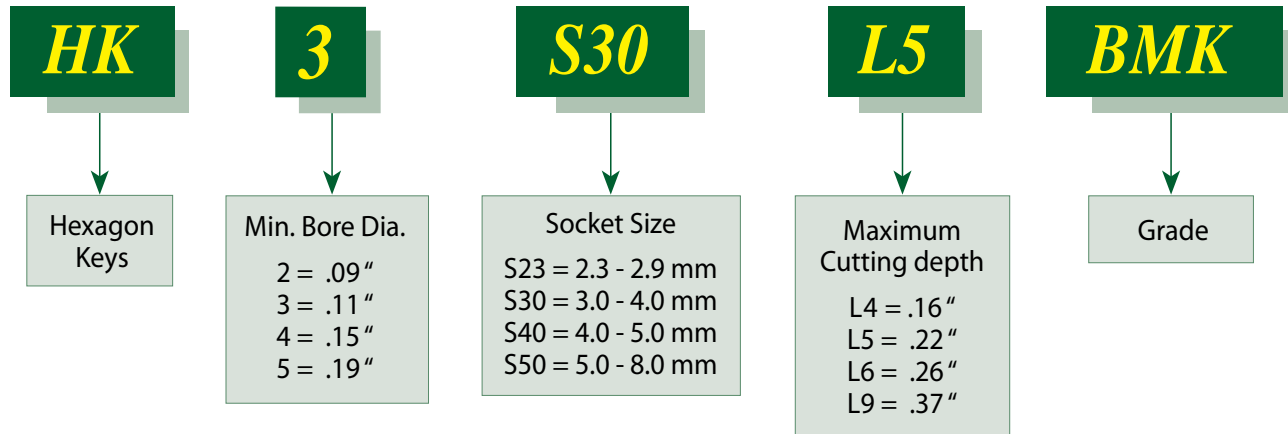 HK 3 S30 L5 BMK
Hexagon
Keys
Min. Bore Dia.
2 = .09“
3 = .11“
4 = .15“
5 = .19“
Socket Size
S23 = 2.3 - 2.9 mm
S30 = 3.0 - 4.0 mm
S40 = 4.0 - 5.0 mm
S50 = 5.0 - 8.0 mm
Maximum
Cutting depth
L4 = .16“
L5 = .22“
L6 = .26“
L9 = .37“
Grade